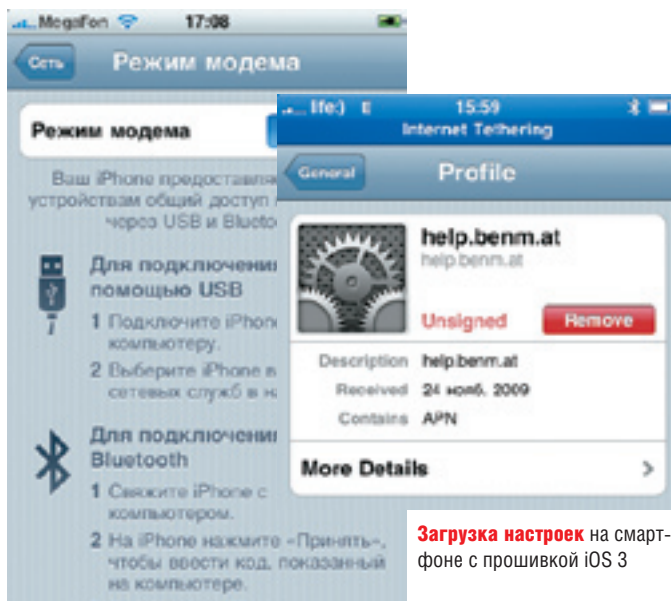 MegaFon 17:08
Сеть Режим модема
Режим модема
Ваш iPhone предоставля
устройствам общий доступ
через USB и Blueto
Для подключения
помощью USB
1 Подключите iPhon
компьютеру.
2 Выберите iPhone в
сетевых служб в н
Для подключени
Bluetooth
1 Свяжите iPhone с
компьютером.
2 На iPhone нажмите «Принять»,
чтобы ввести код, показанный
на компьютере.
life:) E 15:59
Internet Tethering
General Profile
help.benm.at
help.benm.at
Unsigned Remove
Description help.benm.at
Received 24 нояб. 2009
Contains APN
More Details
Загрузка настроек на смарт-
фоне с прошивкой iOS 3